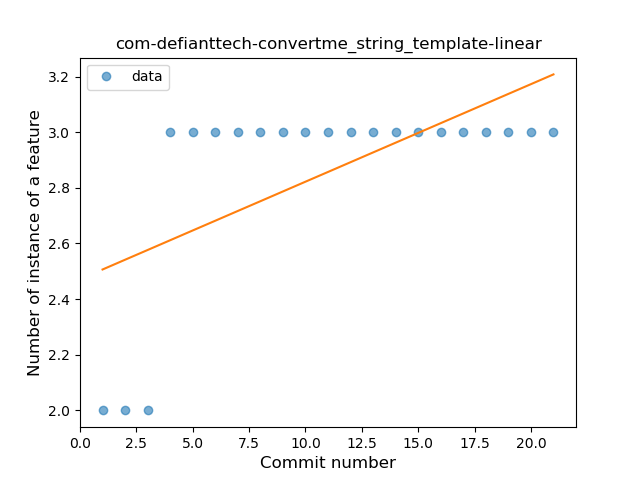 com-defianttech-convertme_string_template-linear
data
Number of instance of a feature
3.2
3.0
2.8
2.6
2.4
2.2
2.0
0.0 2.5 5.0 7.5 10.0 12.5 15.0 17.5 20.0
Commit number